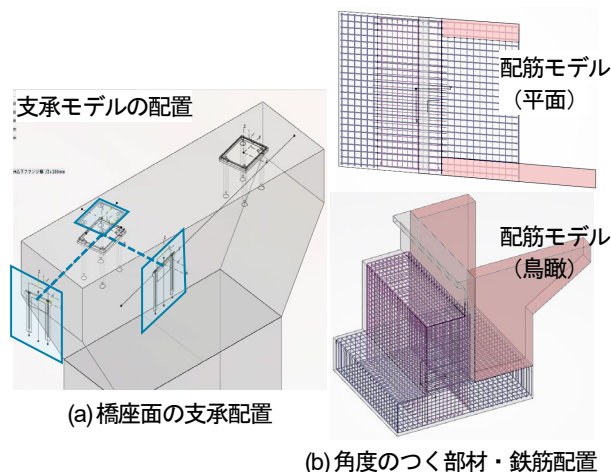 支承モデルの配置
(a)橋座面の支承配置
配筋モデル
（平面）
配筋モデル
（鳥瞰）
(b)角度のつく部材・鉄筋配置